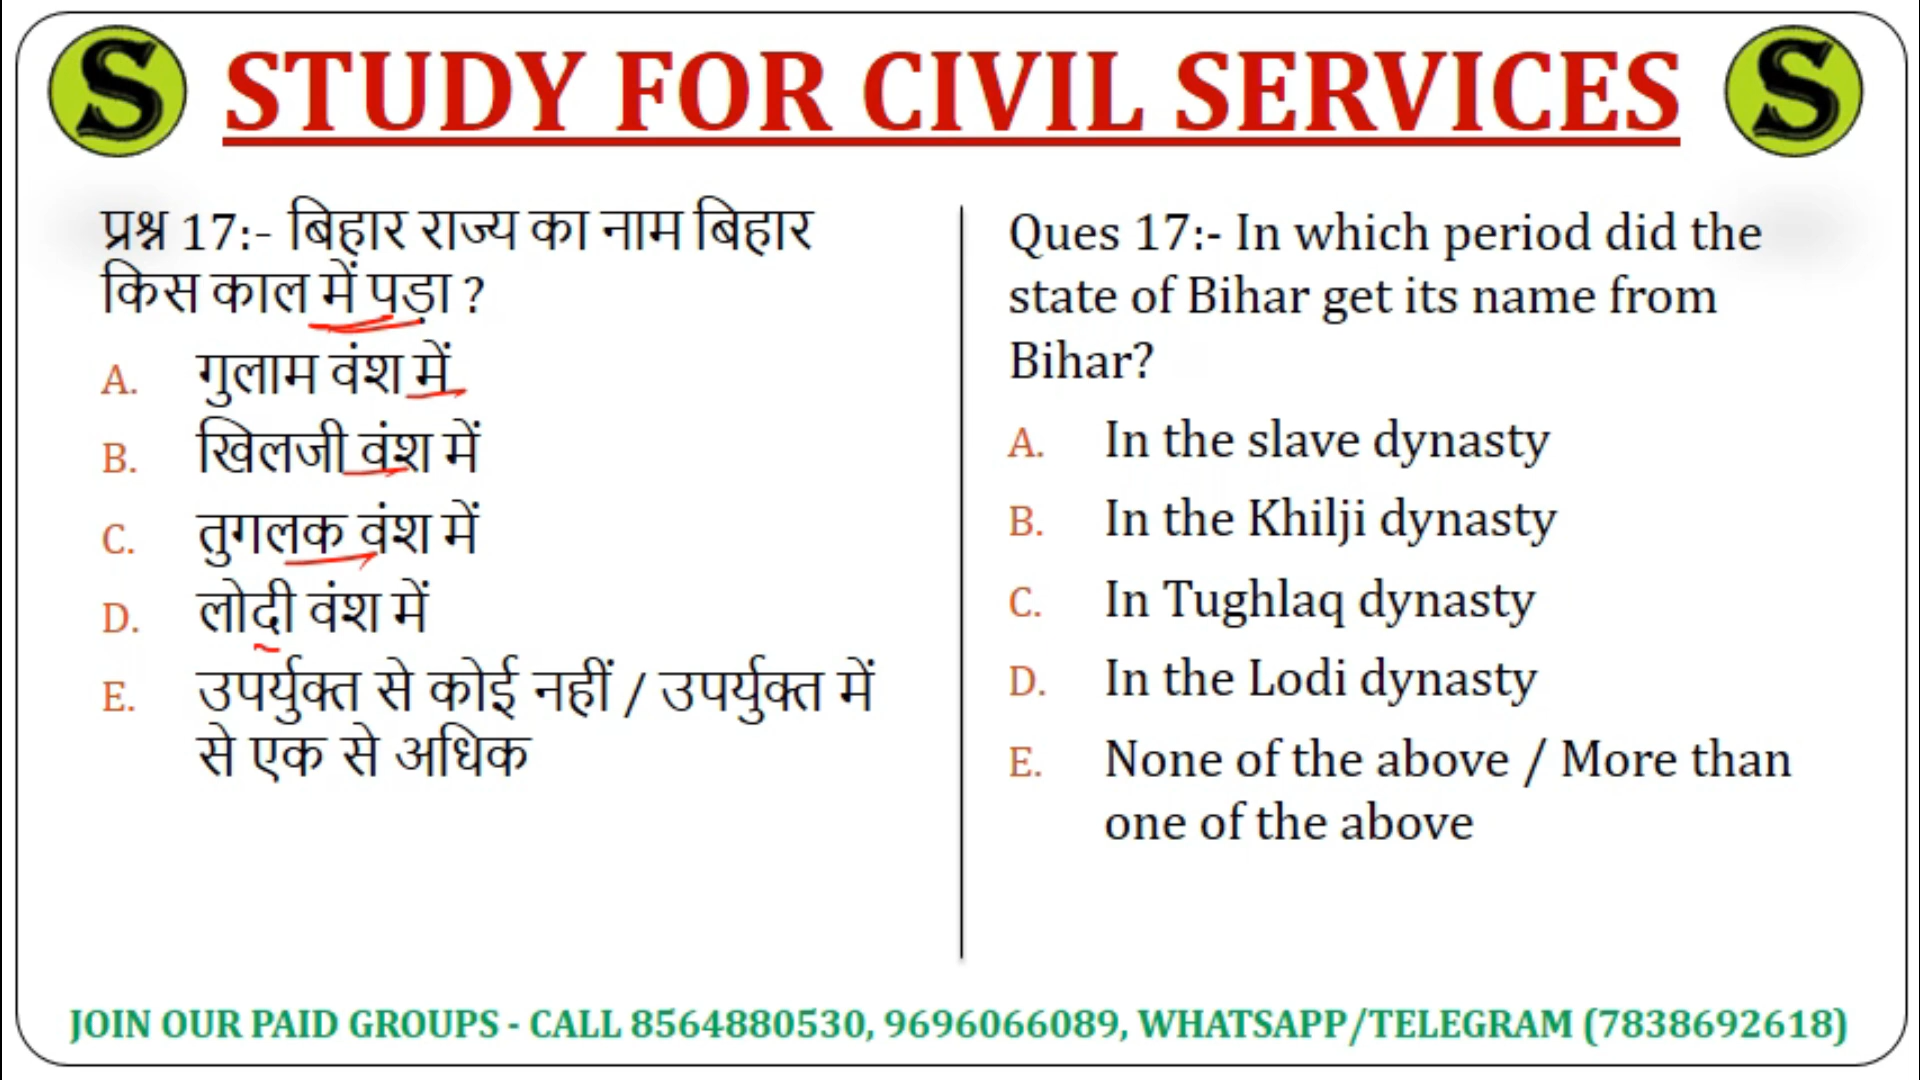 S
STUDY FOR CIVIL SERVICES
S
प्रश्न 17:- बिहार राज्य का नाम बिहार
किस काल में पड़ा ?
A. गुलाम वंश में
B. खिलजी वंश में
C. तुगलक वंश में
D. लोदी वंश में
E. उपर्युक्त से कोई नहीं / उपर्युक्त में
से एक से अधिक
Ques 17:- In which period did the
state of Bihar get its name from
Bihar?
A. In the slave dynasty
B. In the Khilji dynasty
C. In Tughlaq dynasty
D. In the Lodi dynasty
E. None of the above / More than
one of the above
JOIN OUR PAID GROUPS - CALL 8564880530, 9696066089, WHATSAPP/TELEGRAM (7838692618)